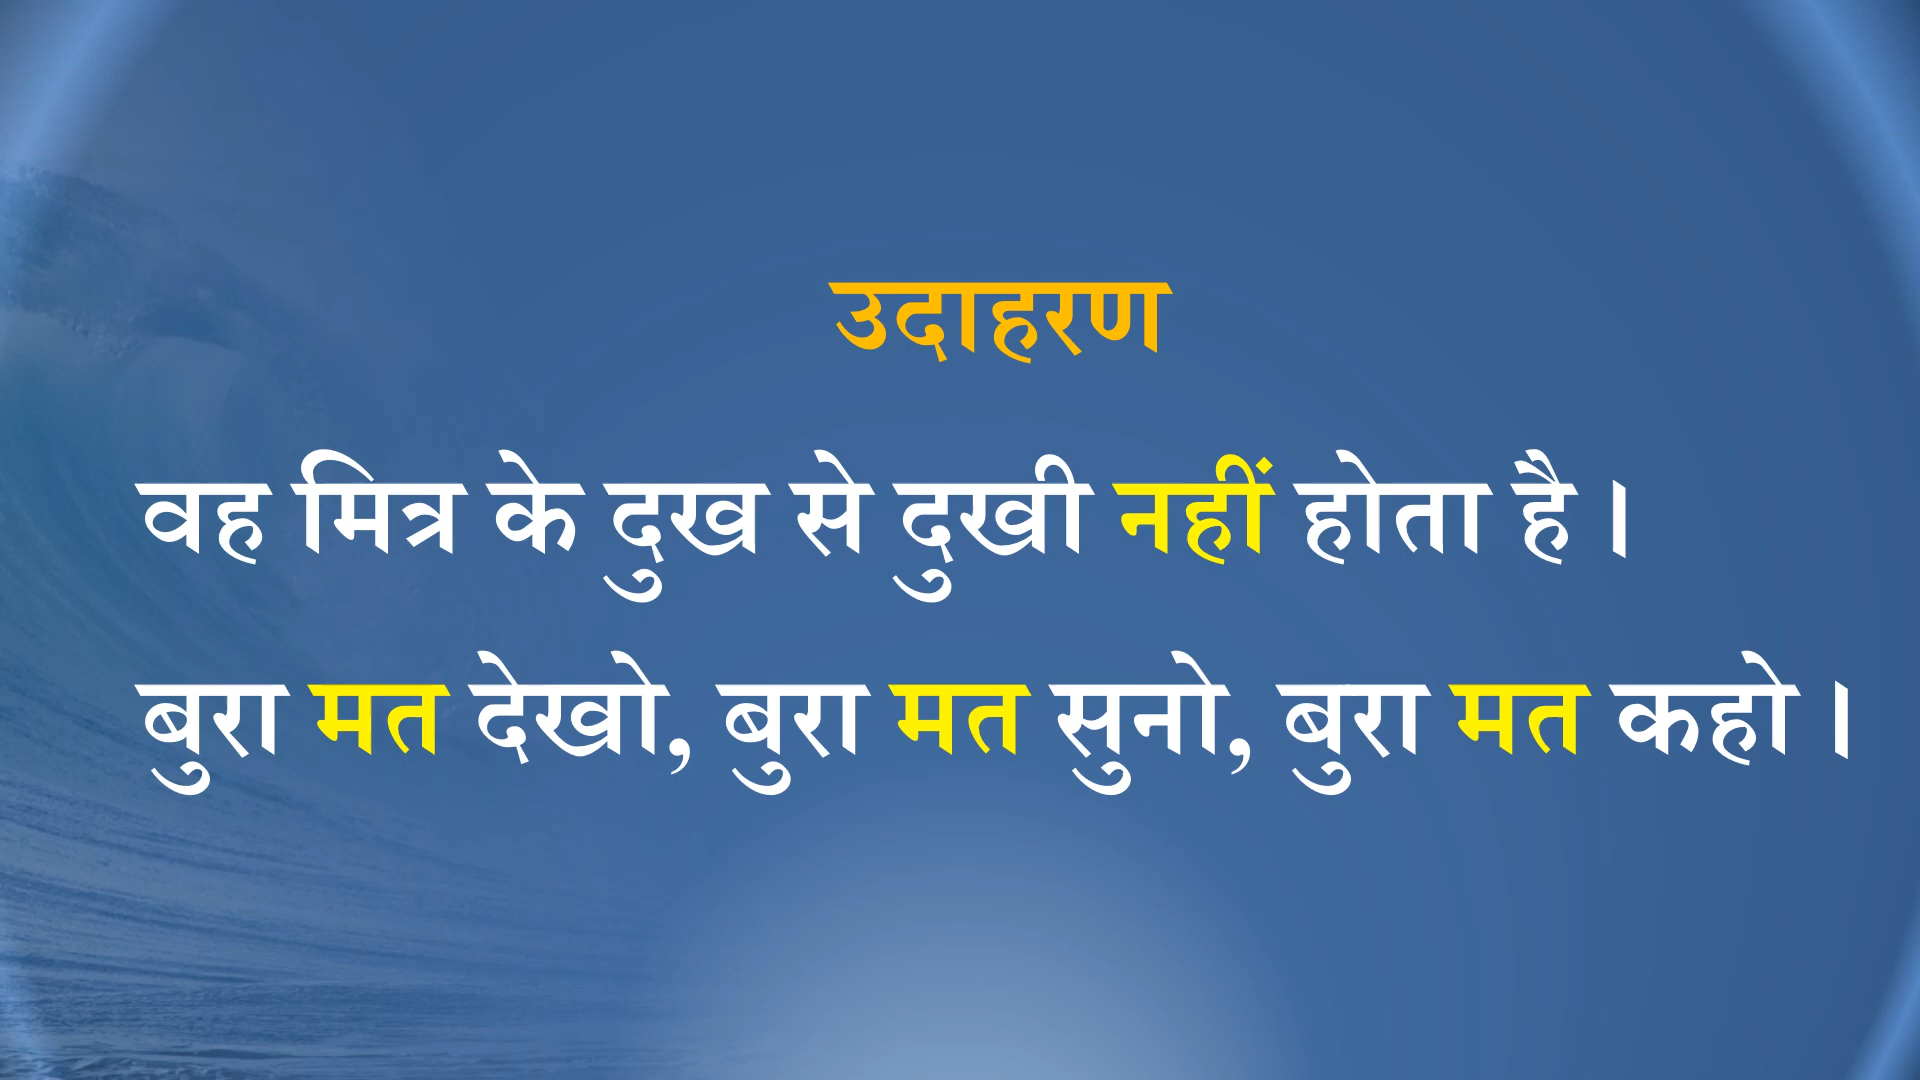 उदाहरण
वह मित्र के दुख से दुखी नहीं होता है ।
बुरा मत देखो, बुरा मत सुनो, बुरा मत कहो ।